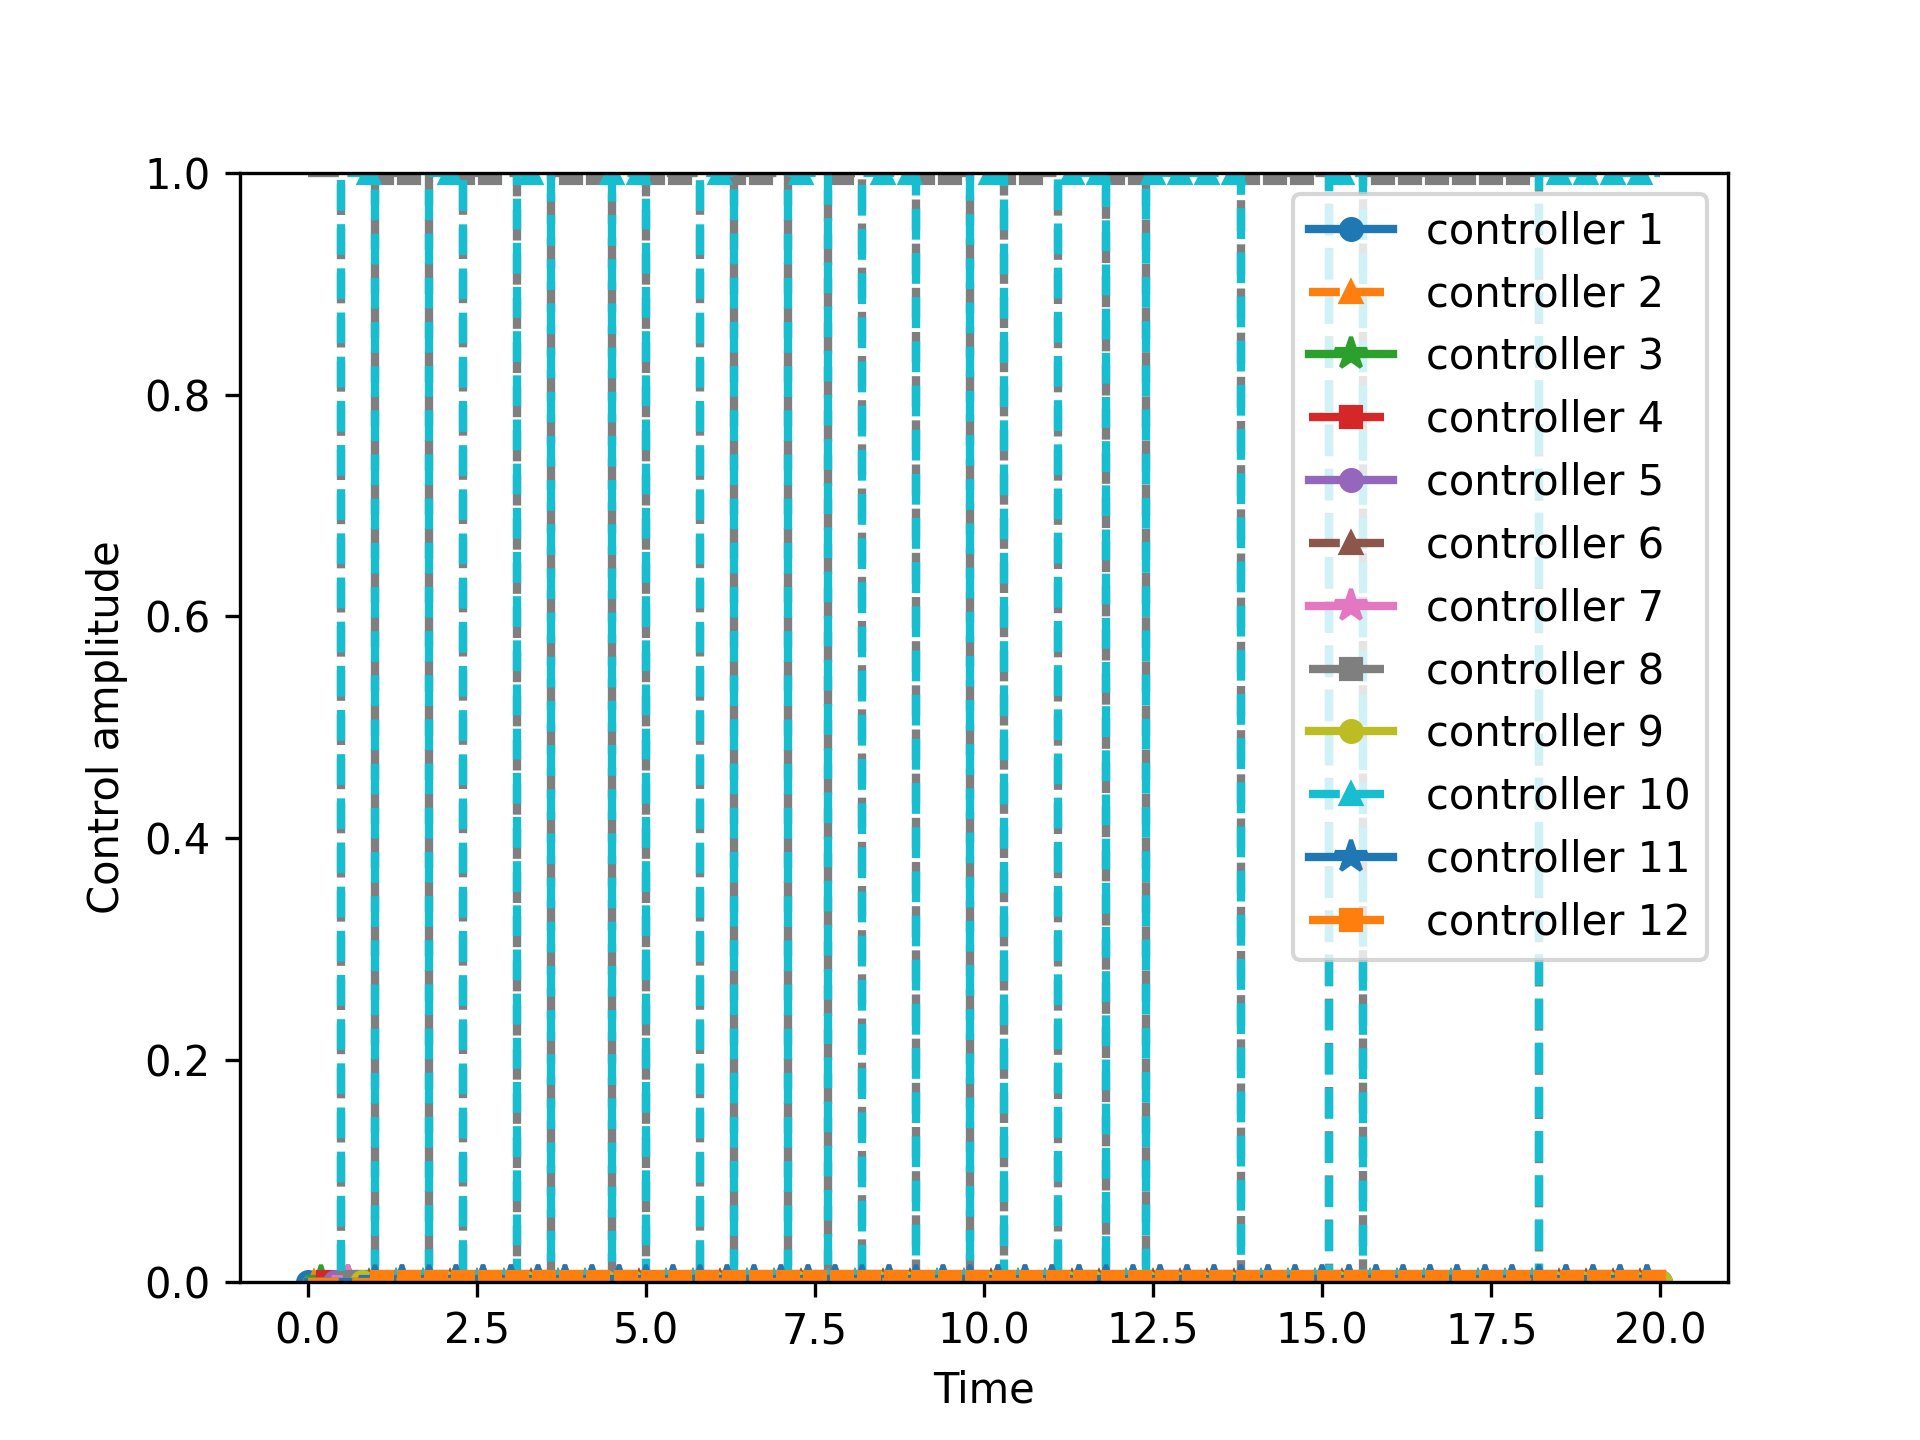 1.0
0.8
0.6
0.4
0.2
0.0
Control amplitude
controller 1
controller 2
controller 3
controller 4
controller 5
controller 6
controller 7
controller 8
controller 9
controller 10
controller 11
controller 12
0.0 2.5 5.0 7.5 10.0 12.5 15.0 17.5 20.0
Time